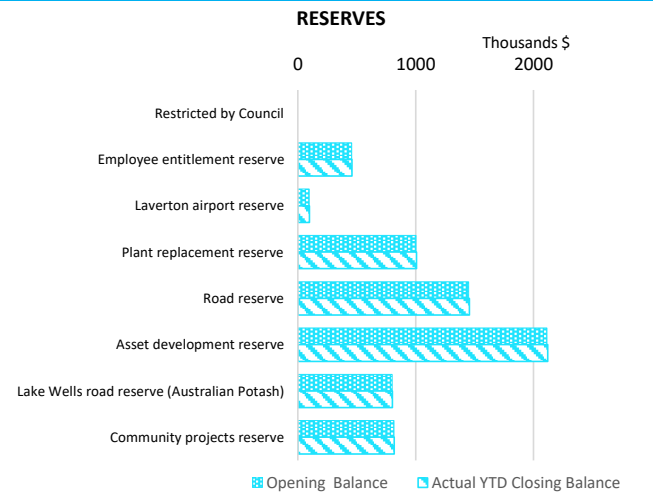 RESERVES
Thousands $
0 1000 2000
Restricted by Council
Employee entitlement reserve
Laverton airport reserve
Plant replacement reserve
Road reserve
Asset development reserve
Lake Wells road reserve (Australian Potash)
Community projects reserve
Opening Balance Actual YTD Closing Balance